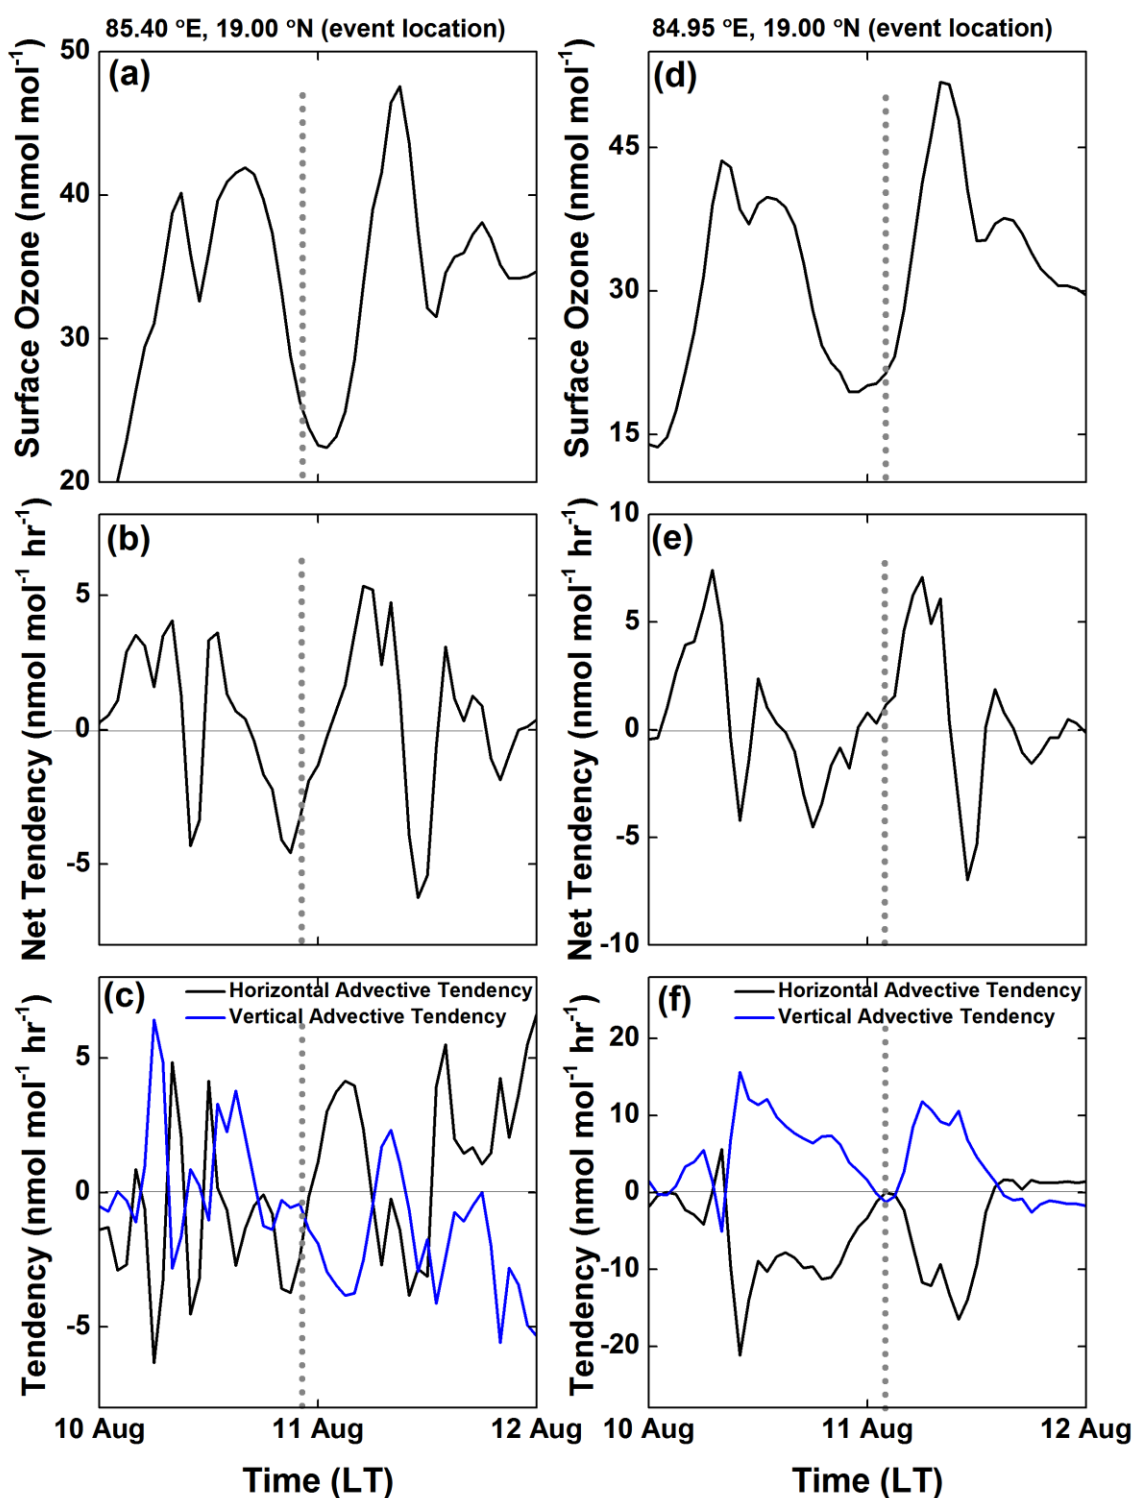 85.40 °E, 19.00 °N (event location)
(a)
Surface Ozone (nmol mol⁻¹)
50
40
30
20
84.95 °E, 19.00 °N (event location)
(d)
Surface Ozone (nmol mol⁻¹)
45
30
15
(b)
Net Tendency (nmol mol⁻¹ hr⁻¹)
5
0
-5
(e)
Net Tendency (nmol mol⁻¹ hr⁻¹)
10
5
0
-5
-10
(c)
Horizontal Advective Tendency
Vertical Advective Tendency
Tendency (nmol mol⁻¹ hr⁻¹)
5
0
-5
10 Aug 11 Aug 12 Aug
Time (LT)
(f)
Horizontal Advective Tendency
Vertical Advective Tendency
Tendency (nmol mol⁻¹ hr⁻¹)
20
10
0
-10
-20
10 Aug 11 Aug 12 Aug
Time (LT)